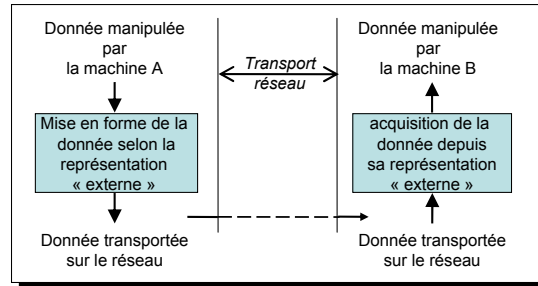 Donnée manipulée
par
la machine A
Mise en forme de la
donnée selon la
représentation
« externe »
Donnée transportée
sur le réseau
Transport
réseau
Donnée manipulée
par
la machine B
acquisition de la
donnée depuis
sa représentation
« externe »
Donnée transportée
sur le réseau